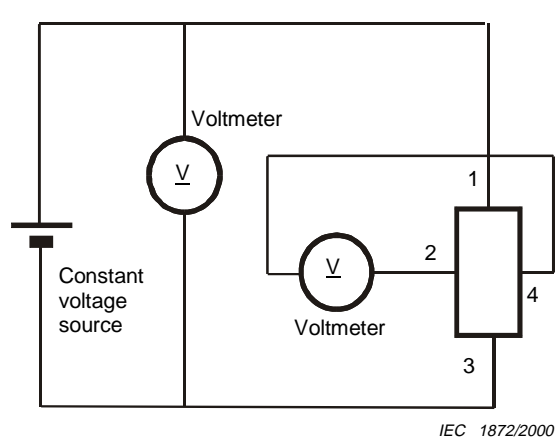 Voltmeter
V
1
2
V
4
Constant
voltage
source
Voltmeter
3
IEC 1872/2000